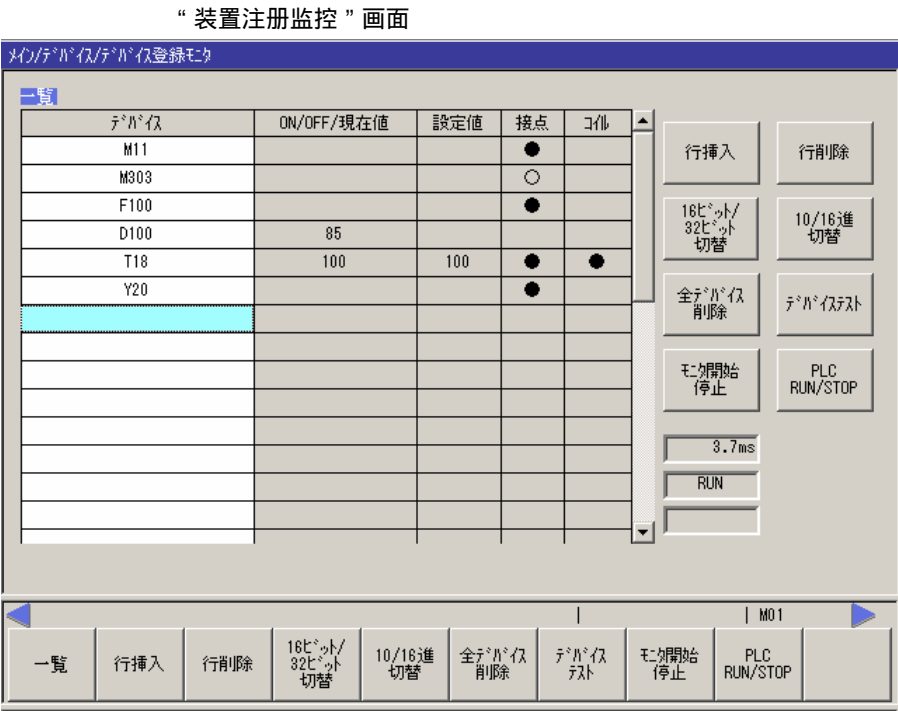 “装置注册监控”画面
ﾒｲﾝ/ﾃﾞﾊﾞｲｽ/ﾃﾞﾊﾞｲｽ登録ﾓﾆﾀ
一覧
ﾃﾞﾊﾞｲｽ ON/OFF/現在値 設定値 接点 ｺｲﾙ
M11 ●
M303 ○
F100 ●
D100 85
T18 100 100 ● ●
Y20 ●
行挿入 行削除
16ﾋﾞｯﾄ/
32ﾋﾞｯﾄ
切替
10/16進
切替
全ﾃﾞﾊﾞｲｽ
削除
ﾃﾞﾊﾞｲｽﾃｽﾄ
ﾓﾆﾀ開始
停止
PLC
RUN/STOP
3.7ms
RUN
| | M01
一覧
行挿入
行削除
16ﾋﾞｯﾄ/
32ﾋﾞｯﾄ
切替
10/16進
切替
全ﾃﾞﾊﾞｲｽ
削除
ﾃﾞﾊﾞｲｽ
ﾃｽﾄ
ﾓﾆﾀ開始
停止
PLC
RUN/STOP